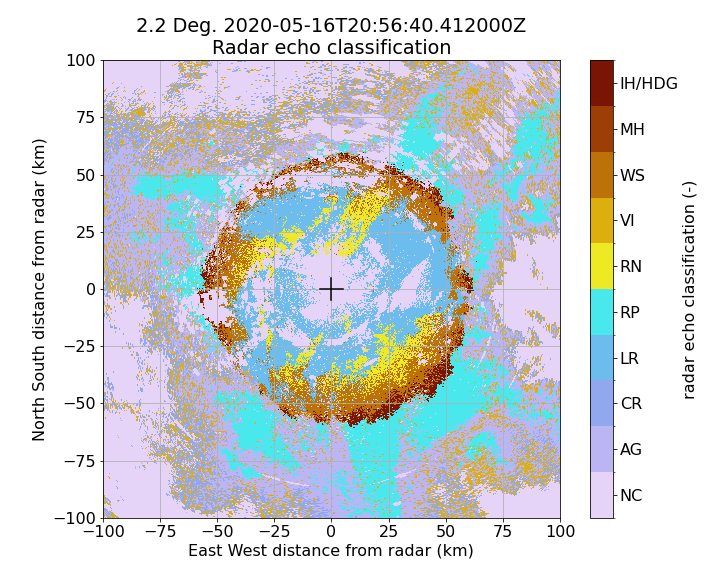 2.2 Deg. 2020-05-16T20:56:40.412000Z
Radar echo classification
100
75
50
25
0
−25
−50
−75
−100
North South distance from radar (km)
−100 −75 −50 −25 0 25 50 75 100
East West distance from radar (km)
IH/HDG
MH
WS
VI
RN
RP
LR
CR
AG
NC
radar echo classification (-)